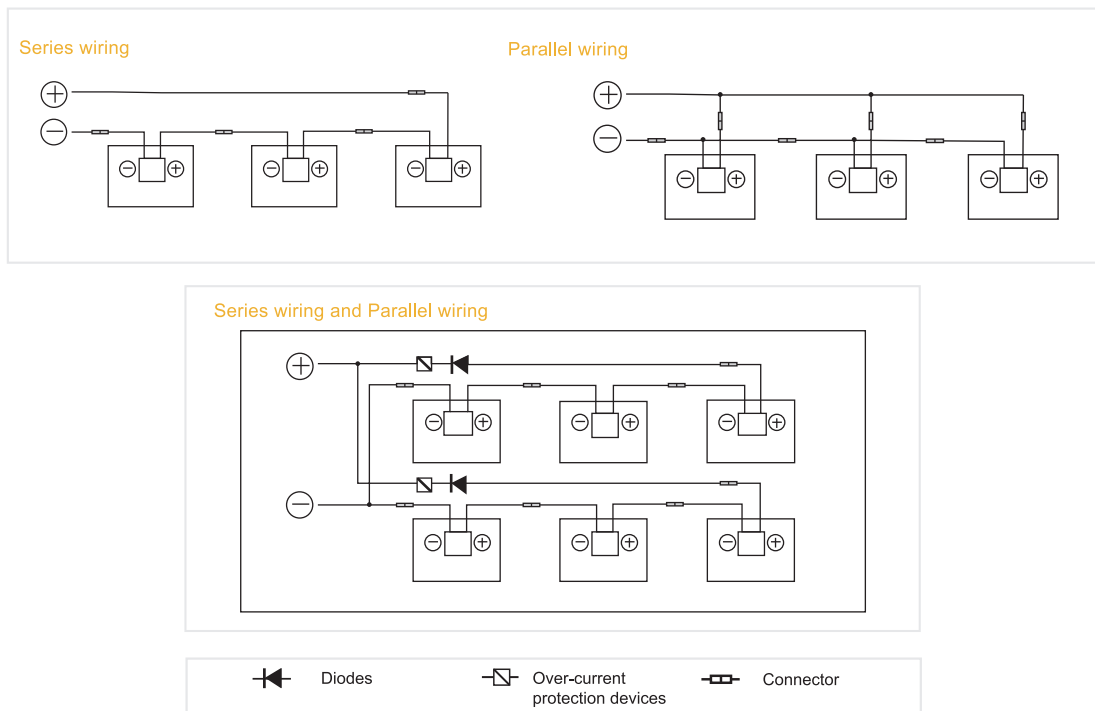 Series wiring
Parallel wiring
Series wiring and Parallel wiring
Diodes
Over-current
protection devices
Connector